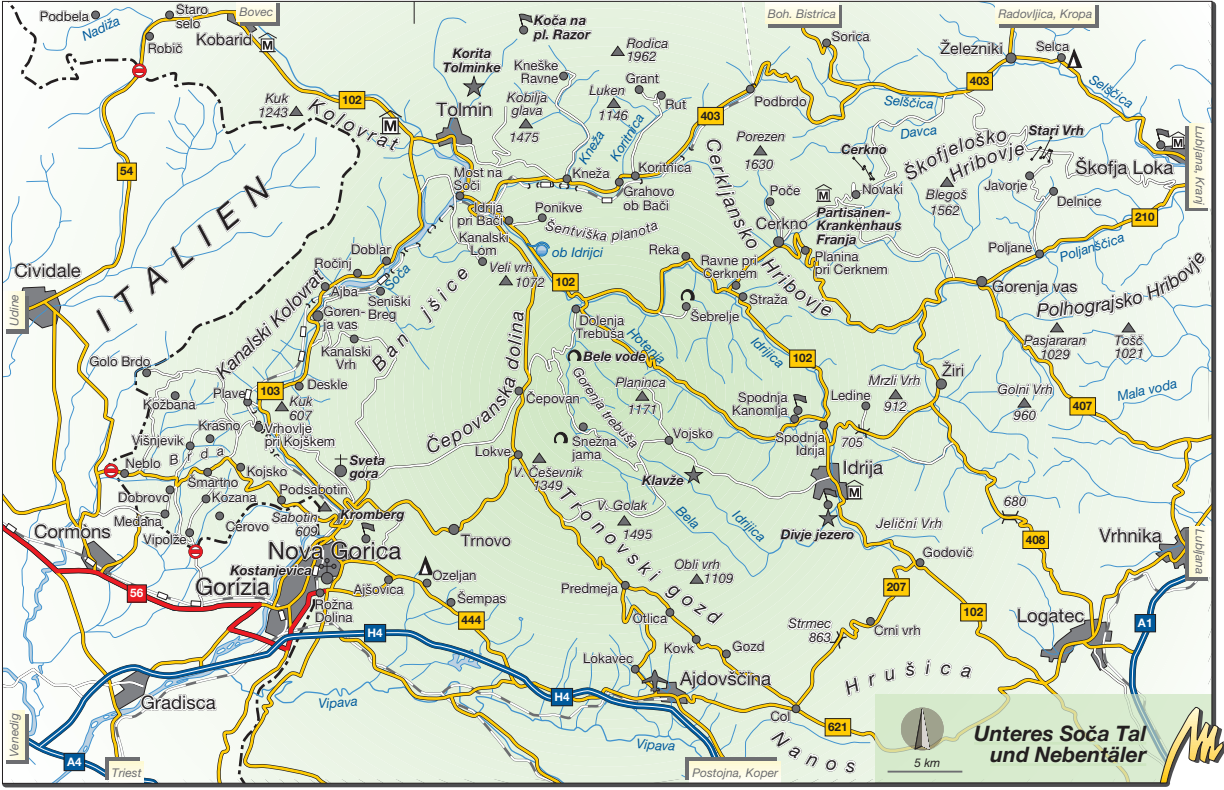 Podbela
Staro
selo
Bovec
Nadiža
Robič
Kobarid
M
Koča na
pl. Razor
Rodica
1962
Boh. Bistrica
Sorica
Radovljica, Kropa
Železniki
Selca
403
Selščica
Selščica
Korita
Tolminke
Kneške
Ravne
Grant
Luken
1146
Rut
Kobilja
glava
1475
Kuk
1243
102
Kolovrat
M
Tolmin
403
Podbrdo
Davca
Porezen
1630
Cerkno
Škofjeloško
Hribovje
Stari Vrh
M
Škofja Loka
Ljubljana, Kranj
54
Kneža
Koritnica
Koritnica
Kneža
Grahovo
ob Bači
Most na
Soči
Idrija
pri Bači
Ponikve
Šentviška planota
Cerkljansko Hribovje
Poče
M
Novaki
Partisanen-
Krankenhaus
Franja
Blegoš
1562
Javorje
Delnice
210
Poljane
Poljanščica
ITALIEN
Cividale
Udine
Doblar
Ročinj
Soča
Ajba
Seniški
Breg
Kanalski
Lom
Veli vrh
1072
ob Idrijci
102
Reka
Cerkno
Planina
pri Cerknem
Ravne pri
Cerknem
Straža
Šebrelje
Gorenja vas
Polhograjsko Hribovje
Kanalski Kolovrat
Goren-
ja vas
Kanalski
Vrh
Banjšice
Čepovanska dolina
Dolenja
Trebuša
Hotenja
Idrijica
102
Pasjaravan
1029
Tošč
1021
Golo Brdo
Bele vode
Gorenja trebuša
Planinca
1171
Mrzli Vrh
912
Žiri
Golni Vrh
960
407
Mala voda
Kožbana
Plave
103
Deskle
Kuk
607
Čepovan
Spodnja
Kanomlja
Ledine
Višnjevik
Krasno
Vrhovlje
pri Kojskem
Brda
Neblo
Šmartno
Kojsko
Sveta
gora
Lokve
Snežna
jama
Vojsko
Spodnja
Idrija
705
Idrija
M
Dobrovo
Kozana
Podsabotin
V. Češevnik
1349
Klavže
Medana
Vipolže
Cerovo
Sabotin
609
Kromberg
Trnovski gozd
V. Golak
1495
Bela
Idrijica
Divje jezero
Jelični Vrh
680
408
Vrhnika
Ljubljana
Cormòns
Nova Gorica
Kostanjevica
Trnovo
Obli vrh
1109
Godovič
56
Gorízia
Ajšovica
Ozeljan
Rožna
Dolina
Šempas
444
Predmeja
Otlica
207
102
Logatec
A1
H4
Strmec
863
Črni vrh
Kovk
Gozd
Lokavec
Ajdovščina
Hrušica
Gradisca
Vipava
H4
Col
621
Nanos
Vipava
Venedig
A4
Triest
Postojna, Koper
5 km
Unteres Soča Tal
und Nebentäler